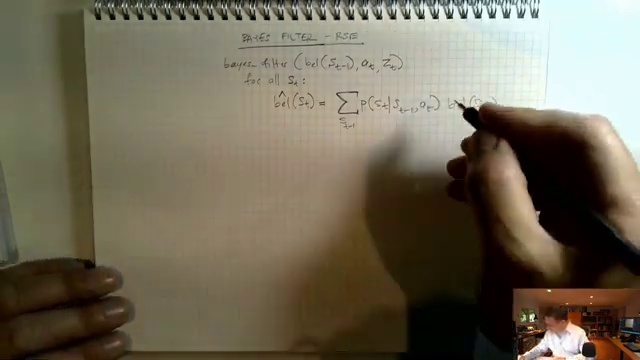 BAYES FILTER - RSE
bayes filter (bel(S_{t-1}), a_t, Z_t)
for all S_t:
\hat{bel}(S_t) = \sum_{S_{t-1}} p(S_t | S_{t-1}, a_t) bel(S